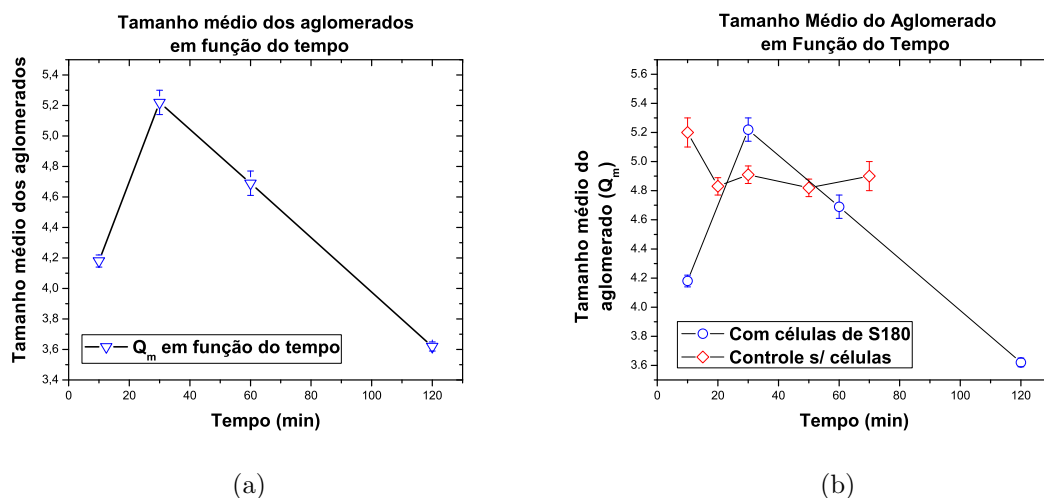 Tamanho médio dos aglomerados
em função do tempo
Tamanho médio dos aglomerados
5,4
5,2
5,0
4,8
4,6
4,4
4,2
4,0
3,8
3,6
3,4
Q_m em função do tempo
0 20 40 60 80 100 120
Tempo (min)
(a)
Tamanho Médio do Aglomerado
em Função do Tempo
Tamanho médio do
aglomerado (Q_m)
5.6
5.4
5.2
5.0
4.8
4.6
4.4
4.2
4.0
3.8
3.6
Com células de S180
Controle s/ células
0 20 40 60 80 100 120
Tempo (min)
(b)